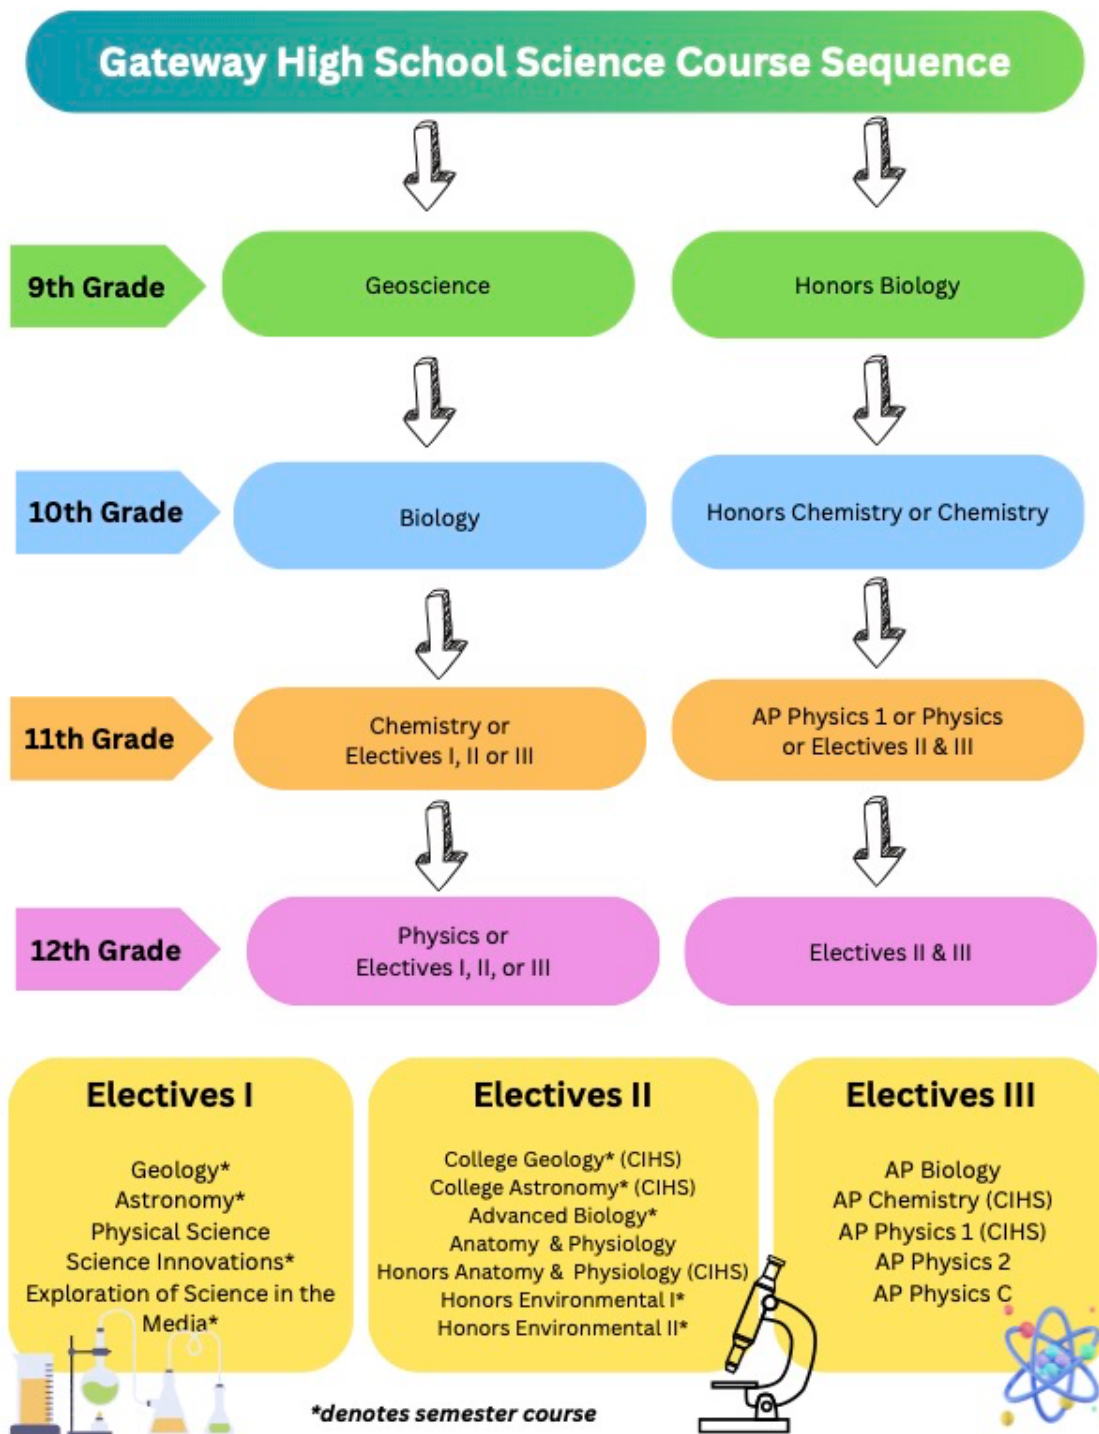 Gateway High School Science Course Sequence
9th Grade
Geoscience
Honors Biology
10th Grade
Biology
Honors Chemistry or Chemistry
11th Grade
Chemistry or
Electives I, II or III
AP Physics 1 or Physics
or Electives II & III
12th Grade
Physics or
Electives I, II, or III
Electives II & III
Electives I
Geology*
Astronomy*
Physical Science
Science Innovations*
Exploration of Science in the
Media*
Electives II
College Geology* (CIHS)
College Astronomy* (CIHS)
Advanced Biology*
Anatomy & Physiology
Honors Anatomy & Physiology (CIHS)
Honors Environmental I*
Honors Environmental II*
Electives III
AP Biology
AP Chemistry (CIHS)
AP Physics 1 (CIHS)
AP Physics 2
AP Physics C
*denotes semester course